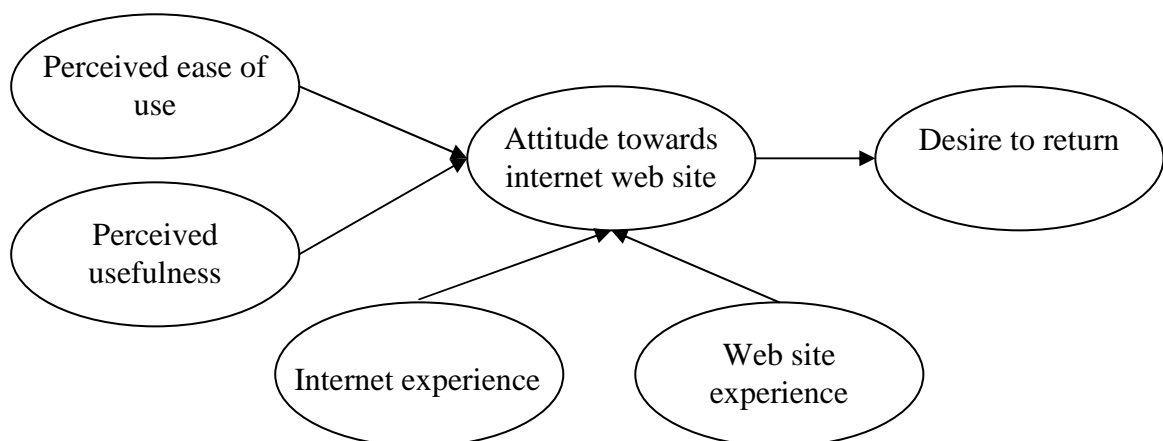 Perceived ease of
use
Attitude towards
internet web site
Desire to return
Perceived
usefulness
Internet experience
Web site
experience